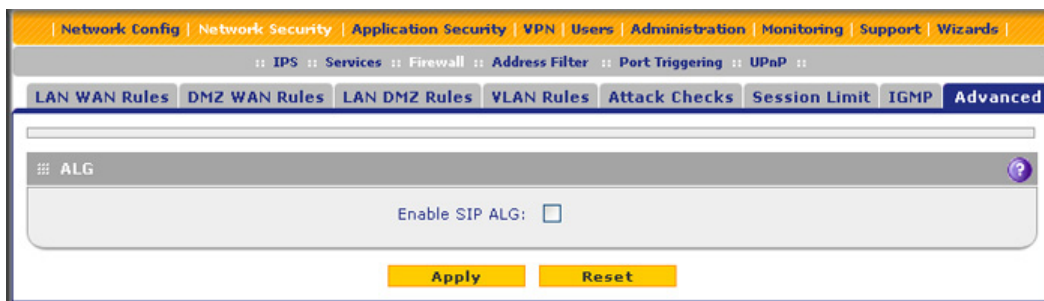 | Network Config | Network Security | Application Security | VPN | Users | Administration | Monitoring | Support | Wizards |
:: IPS :: Services :: Firewall :: Address Filter :: Port Triggering :: UPnP ::
LAN WAN Rules DMZ WAN Rules LAN DMZ Rules VLAN Rules Attack Checks Session Limit IGMP Advanced
ALG ?
Enable SIP ALG:
Apply Reset